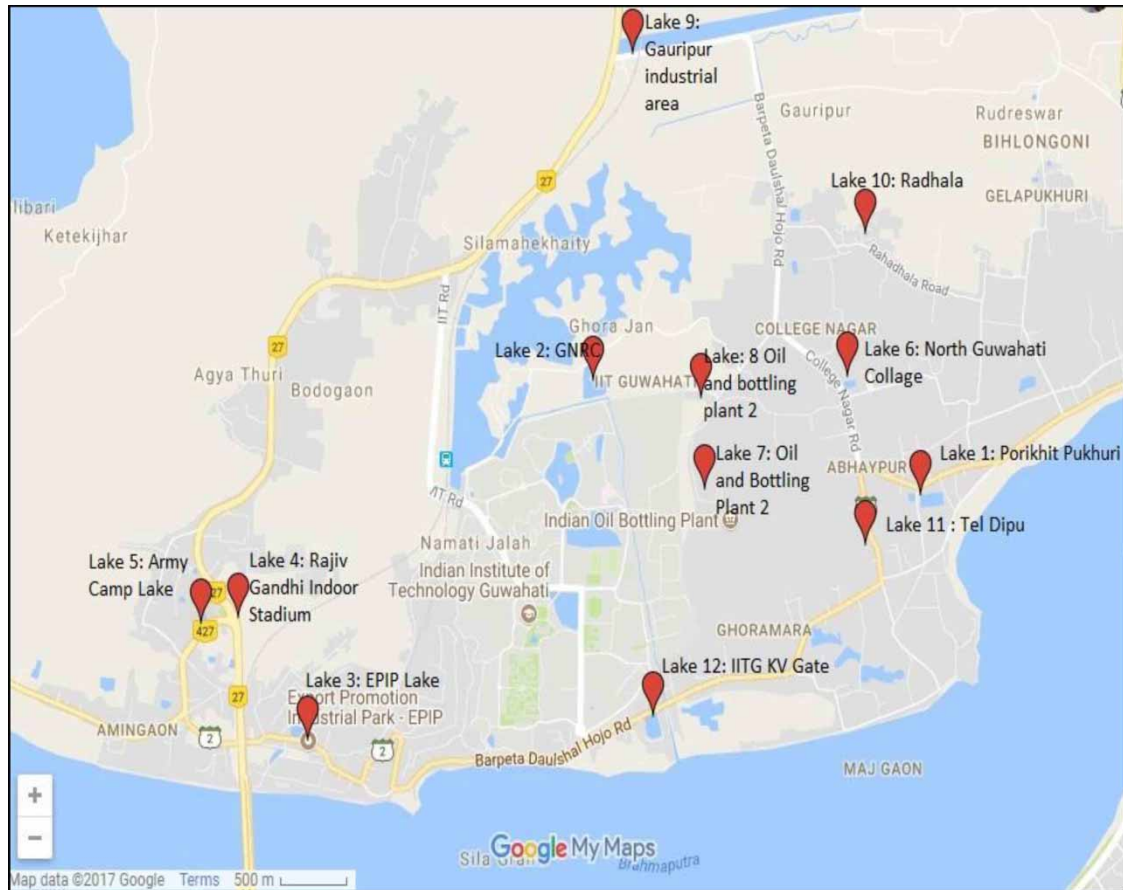 Lake 9:
Gauripur
industrial
area
Gauripur
Rudreswar
BIHLONGONI
Barpeta Daulshal Hojo Rd
Lake 10: Radhala
GELAPUKHURI
27
libari
Ketekijhar
Silamahekhaity
Rahadhala Road
IIT Rd
Ghora Jan
COLLEGE NAGAR
27
Lake 2: GNRC
Lake: 8 Oil
and bottling
plant 2
Lake 6: North Guwahati
Collage
IIT GUWAHATI
Agya Thuri
Bodogaon
College Nagar Rd
Lake 7: Oil
and Bottling
Plant 2
ABHAYPUR
Lake 1: Porikhit Pukhuri
IIT Rd
Indian Oil Bottling Plant
Lake 11 : Tel Dipu
Namati Jalah
Lake 5: Army
Camp Lake
Lake 4: Rajiv
Gandhi Indoor
Stadium
Indian Institute of
Technology Guwahati
27
427
GHORAMARA
Lake 12: IITG KV Gate
Lake 3: EPIP Lake
27
Export Promotion
Industrial Park - EPIP
AMINGAON
2
2
Barpeta Daulshal Hojo Rd
MAJ GAON
+
−
Google My Maps
Sila
Brahmaputra
Map data ©2017 Google Terms 500 m